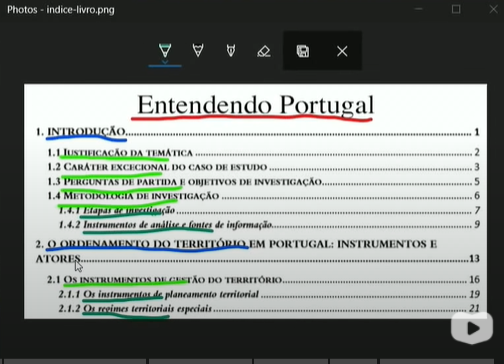 Photos - indice-livro.png
Entendendo Portugal
1. INTRODUÇÃO 1
1.1 JUSTIFICAÇÃO DA TEMÁTICA 2
1.2 CARÁTER EXCECIONAL DO CASO DE ESTUDO 3
1.3 PERGUNTAS DE PARTIDA E OBJETIVOS DE INVESTIGAÇÃO 5
1.4 METODOLOGIA DE INVESTIGAÇÃO 6
1.4.1 Etapas de investigação 7
1.4.2 Instrumentos de análise e fontes de informação 9
2. O ORDENAMENTO DO TERRITÓRIO EM PORTUGAL: INSTRUMENTOS E
ATORES 13
2.1 OS INSTRUMENTOS DE GESTÃO DO TERRITÓRIO 16
2.1.1 Os instrumentos de planeamento territorial 19
2.1.2 Os regimes territoriais especiais 21